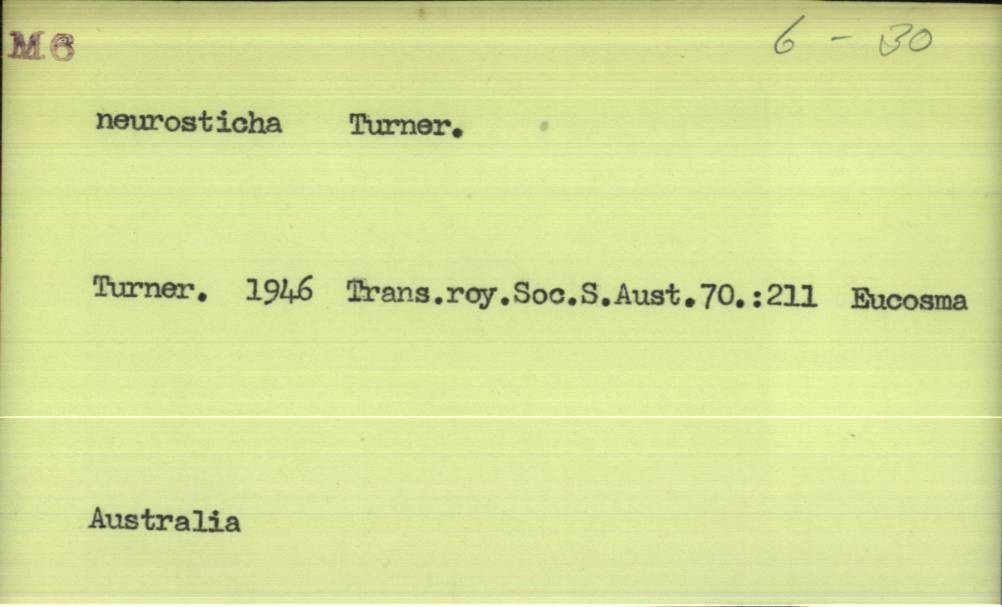 M6
6 - 30
neurosticha Turner.
Turner. 1946 Trans.roy.Soc.S.Aust.70.:211 Eucosma
Australia